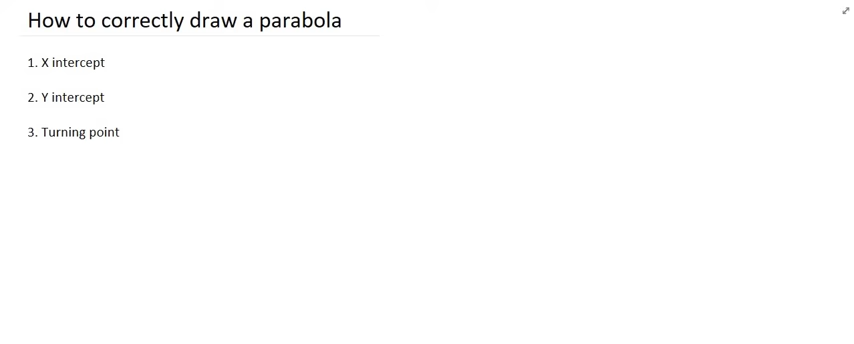 How to correctly draw a parabola
1. X intercept
2. Y intercept
3. Turning point